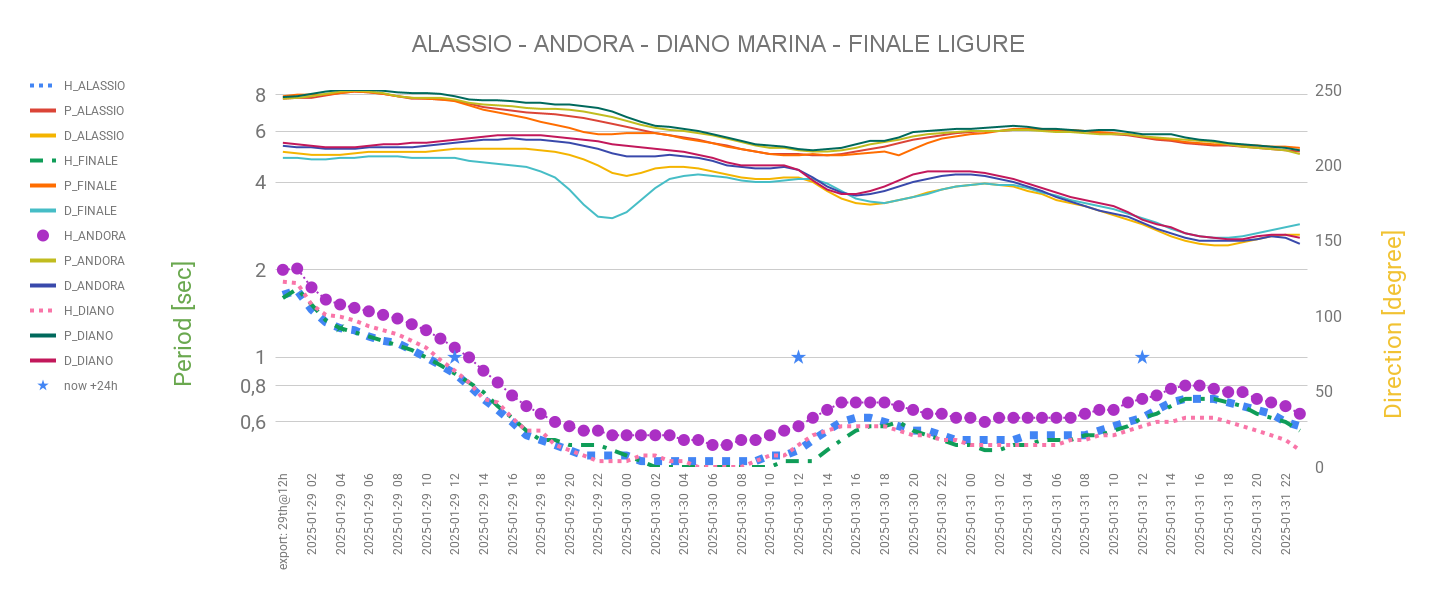 ALASSIO - ANDORA - DIANO MARINA - FINALE LIGURE
H_ALASSIO
P_ALASSIO
D_ALASSIO
H_FINALE
P_FINALE
D_FINALE
H_ANDORA
P_ANDORA
D_ANDORA
H_DIANO
P_DIANO
D_DIANO
now +24h
Period [sec]
8
6
4
2
1
0,8
0,6
250
200
150
100
50
0
Direction [degree]
export: 29th@12h
2025-01-29 02
2025-01-29 04
2025-01-29 06
2025-01-29 08
2025-01-29 10
2025-01-29 12
2025-01-29 14
2025-01-29 16
2025-01-29 18
2025-01-29 20
2025-01-29 22
2025-01-30 00
2025-01-30 02
2025-01-30 04
2025-01-30 06
2025-01-30 08
2025-01-30 10
2025-01-30 12
2025-01-30 14
2025-01-30 16
2025-01-30 18
2025-01-30 20
2025-01-30 22
2025-01-31 00
2025-01-31 02
2025-01-31 04
2025-01-31 06
2025-01-31 08
2025-01-31 10
2025-01-31 12
2025-01-31 14
2025-01-31 16
2025-01-31 18
2025-01-31 20
2025-01-31 22